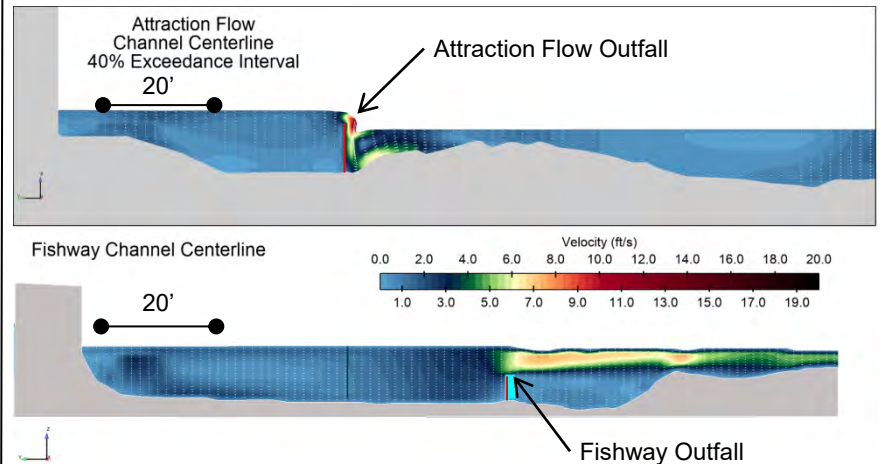 Attraction Flow
Channel Centerline
40% Exceedance Interval
Attraction Flow Outfall
20'
Fishway Channel Centerline
Velocity (ft/s)
0.0 2.0 4.0 6.0 8.0 10.0 12.0 14.0 16.0 18.0 20.0
1.0 3.0 5.0 7.0 9.0 11.0 13.0 15.0 17.0 19.0
20'
Fishway Outfall